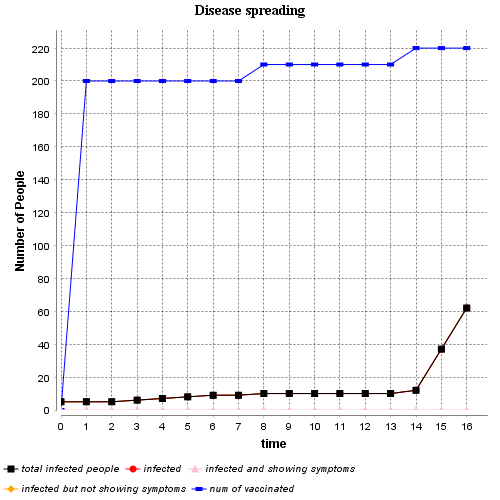 Disease spreading
Number of People
220
200
180
160
140
120
100
80
60
40
20
0
0 1 2 3 4 5 6 7 8 9 10 11 12 13 14 15 16
time
total infected people infected infected and showing symptoms
infected but not showing symptoms num of vaccinated